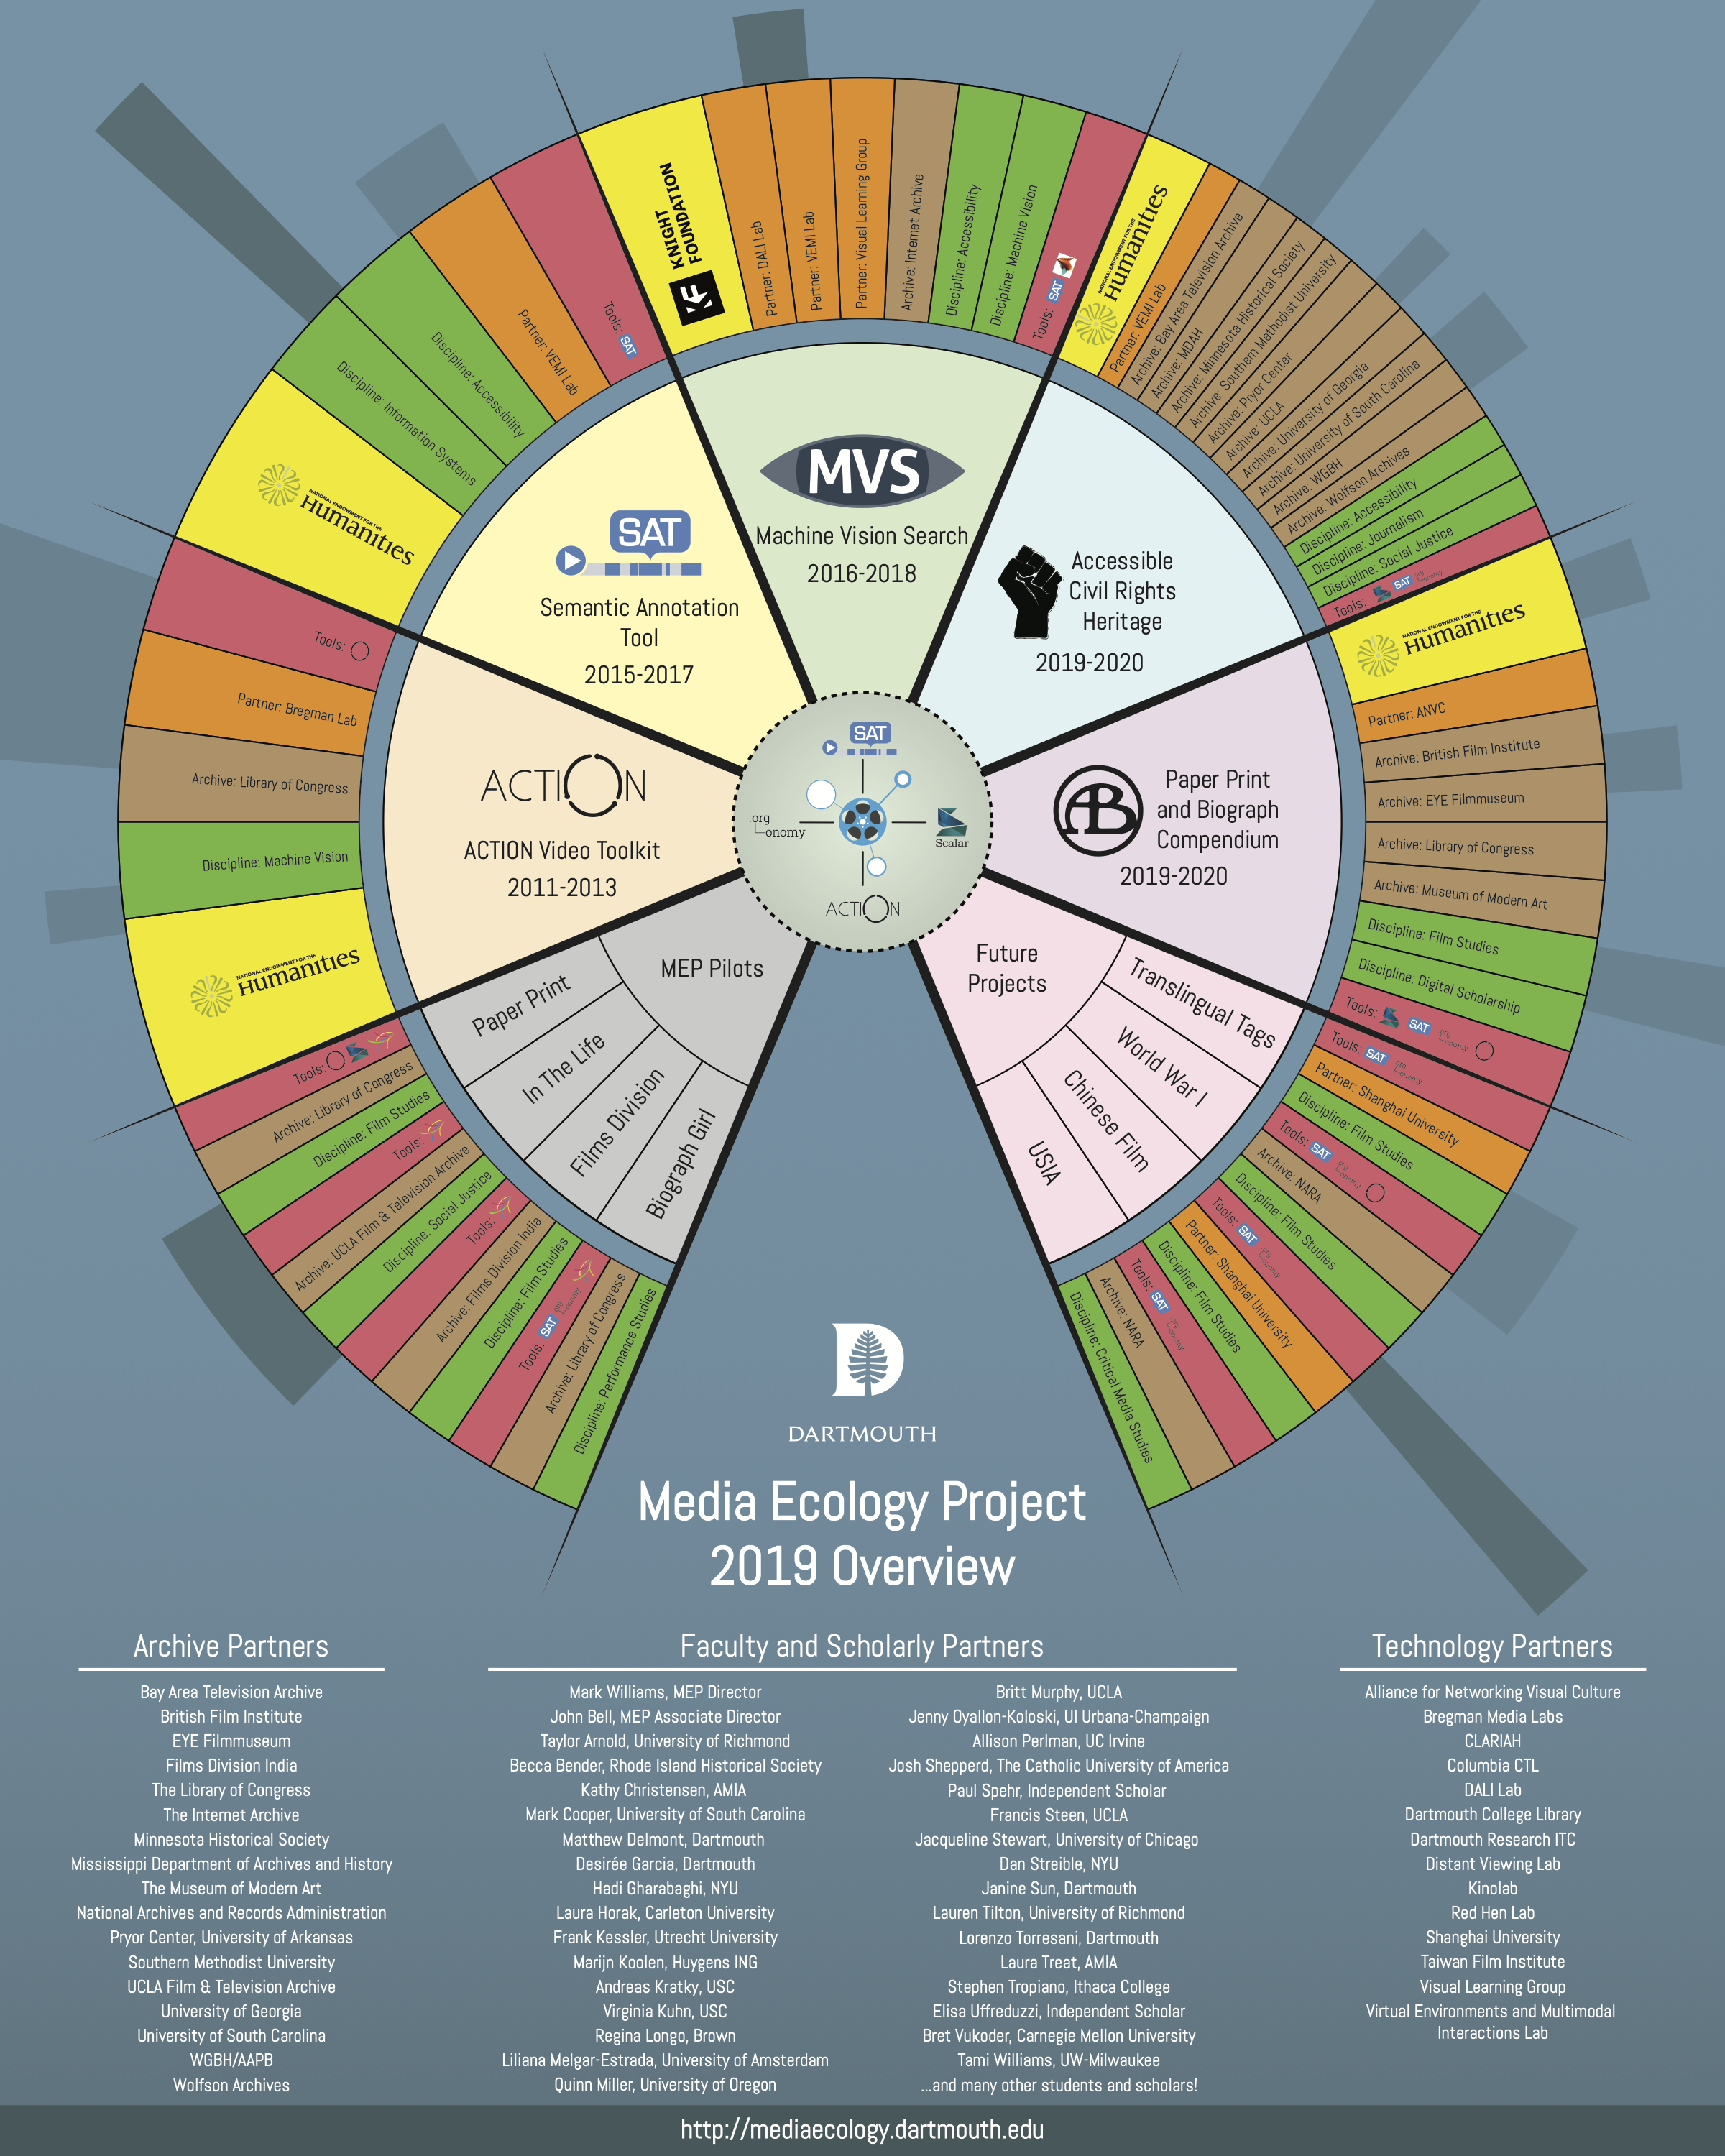 KNIGHT
FOUNDATION
Partner: DALI Lab
Partner: VEMI Lab
Partner: Visual Learning Group
Archive: Internet Archive
Discipline: Accessibility
Discipline: Machine Vision
Tools: SAT
MVS
Machine Vision Search
2016-2018
NATIONAL ENDOWMENT FOR THE
Humanities
Partner: VEMI Lab
Archive: Bay Area Television Archive
Archive: MDAH
Archive: Minnesota Historical Society
Archive: Southern Methodist University
Archive: Pryor Center
Archive: UCLA
Archive: University of Georgia
Archive: University of South Carolina
Archive: WGBH
Archive: Wolfson Archives
Discipline: Accessibility
Discipline: Journalism
Discipline: Social Justice
Tools: SAT .org onomy
Accessible
Civil Rights
Heritage
2019-2020
NATIONAL ENDOWMENT FOR THE
Humanities
Partner: ANVC
Archive: British Film Institute
Archive: EYE Filmmuseum
Archive: Library of Congress
Archive: Museum of Modern Art
Discipline: Film Studies
Discipline: Digital Scholarship
Tools: SAT .org onomy
AB
Paper Print
and Biograph
Compendium
2019-2020
Tools: SAT .org onomy
Partner: Shanghai University
Discipline: Film Studies
Tools: SAT .org onomy
Archive: NARA
Discipline: Film Studies
Tools: SAT .org onomy
Partner: Shanghai University
Discipline: Film Studies
Tools: SAT .org onomy
Archive: NARA
Discipline: Critical Media Studies
Future
Projects
Translingual Tags
World War I
Chinese Film
USIA
Tools: SAT
Partner: VEMI Lab
Discipline: Accessibility
Discipline: Information Systems
NATIONAL ENDOWMENT FOR THE
Humanities
SAT
Semantic Annotation
Tool
2015-2017
Tools:
Partner: Bregman Lab
Archive: Library of Congress
Discipline: Machine Vision
NATIONAL ENDOWMENT FOR THE
Humanities
ACTION
ACTION Video Toolkit
2011-2013
Tools:
Archive: Library of Congress
Discipline: Film Studies
Tools:
Archive: UCLA Film & Television Archive
Discipline: Social Justice
Tools:
Archive: Films Division India
Discipline: Film Studies
Tools: SAT .org onomy
Archive: Library of Congress
Discipline: Performance Studies
MEP Pilots
Paper Print
In The Life
Films Division
Biograph Girl
SAT
.org
onomy
Scalar
ACTION
D
DARTMOUTH
Media Ecology Project
2019 Overview
Archive Partners
Bay Area Television Archive
British Film Institute
EYE Filmmuseum
Films Division India
The Library of Congress
The Internet Archive
Minnesota Historical Society
Mississippi Department of Archives and History
The Museum of Modern Art
National Archives and Records Administration
Pryor Center, University of Arkansas
Southern Methodist University
UCLA Film & Television Archive
University of Georgia
University of South Carolina
WGBH/AAPB
Wolfson Archives
Faculty and Scholarly Partners
Mark Williams, MEP Director
John Bell, MEP Associate Director
Taylor Arnold, University of Richmond
Becca Bender, Rhode Island Historical Society
Kathy Christensen, AMIA
Mark Cooper, University of South Carolina
Matthew Delmont, Dartmouth
Desirée Garcia, Dartmouth
Hadi Gharabaghi, NYU
Laura Horak, Carleton University
Frank Kessler, Utrecht University
Marijn Koolen, Huygens ING
Andreas Kratky, USC
Virginia Kuhn, USC
Regina Longo, Brown
Liliana Melgar-Estrada, University of Amsterdam
Quinn Miller, University of Oregon
Britt Murphy, UCLA
Jenny Oyallon-Koloski, UI Urbana-Champaign
Allison Perlman, UC Irvine
Josh Shepperd, The Catholic University of America
Paul Spehr, Independent Scholar
Francis Steen, UCLA
Jacqueline Stewart, University of Chicago
Dan Streible, NYU
Janine Sun, Dartmouth
Lauren Tilton, University of Richmond
Lorenzo Torresani, Dartmouth
Laura Treat, AMIA
Stephen Tropiano, Ithaca College
Elisa Uffreduzzi, Independent Scholar
Bret Vukoder, Carnegie Mellon University
Tami Williams, UW-Milwaukee
...and many other students and scholars!
Technology Partners
Alliance for Networking Visual Culture
Bregman Media Labs
CLARIAH
Columbia CTL
DALI Lab
Dartmouth College Library
Dartmouth Research ITC
Distant Viewing Lab
Kinolab
Red Hen Lab
Shanghai University
Taiwan Film Institute
Visual Learning Group
Virtual Environments and Multimodal
Interactions Lab
http://mediaecology.dartmouth.edu